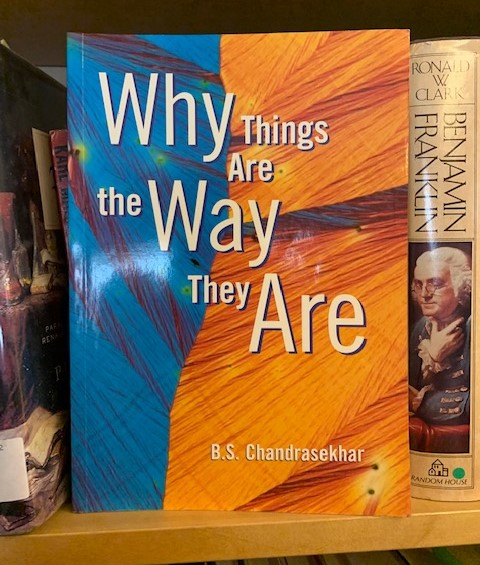 Why Things
Are
the Way
They Are
B.S. Chandrasekhar
RONALD
W.
CLARK
BENJAMIN
FRANKLIN
RANDOM HOUSE